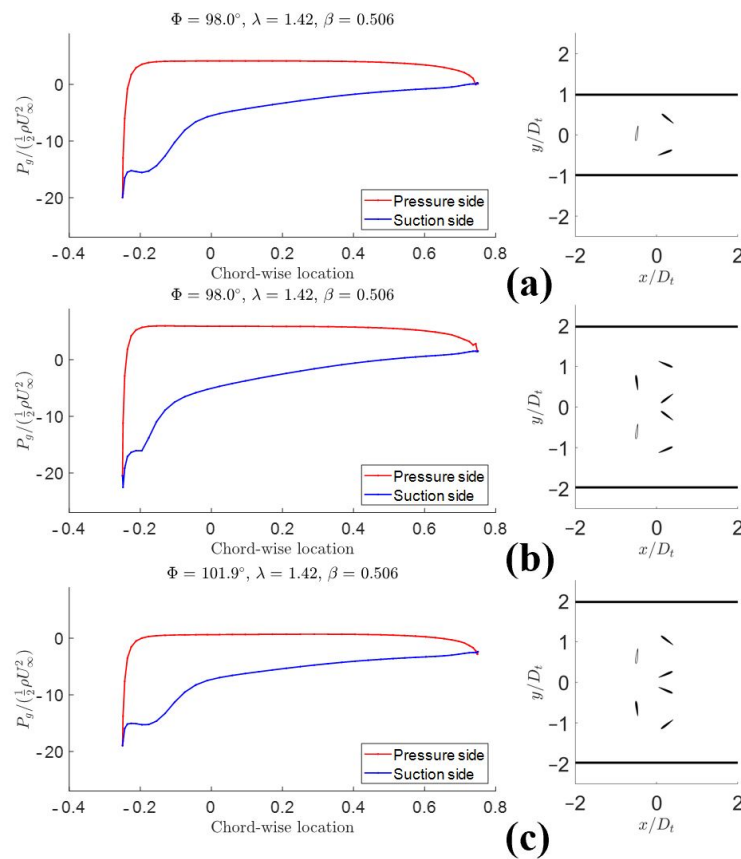 Φ = 98.0°, λ = 1.42, β = 0.506
P_g/(½ρU²_∞)
0
-10
-20
-0.4 -0.2 0 0.2 0.4 0.6 0.8
Chord-wise location
Pressure side
Suction side
y/D_t
2
1
0
-1
-2
-2 0 2
x/D_t
(a)
Φ = 98.0°, λ = 1.42, β = 0.506
P_g/(½ρU²_∞)
0
-10
-20
-0.4 -0.2 0 0.2 0.4 0.6 0.8
Chord-wise location
Pressure side
Suction side
y/D_t
2
1
0
-1
-2
-2 0 2
x/D_t
(b)
Φ = 101.9°, λ = 1.42, β = 0.506
P_g/(½ρU²_∞)
0
-10
-20
-0.4 -0.2 0 0.2 0.4 0.6 0.8
Chord-wise location
Pressure side
Suction side
y/D_t
2
1
0
-1
-2
-2 0 2
x/D_t
(c)